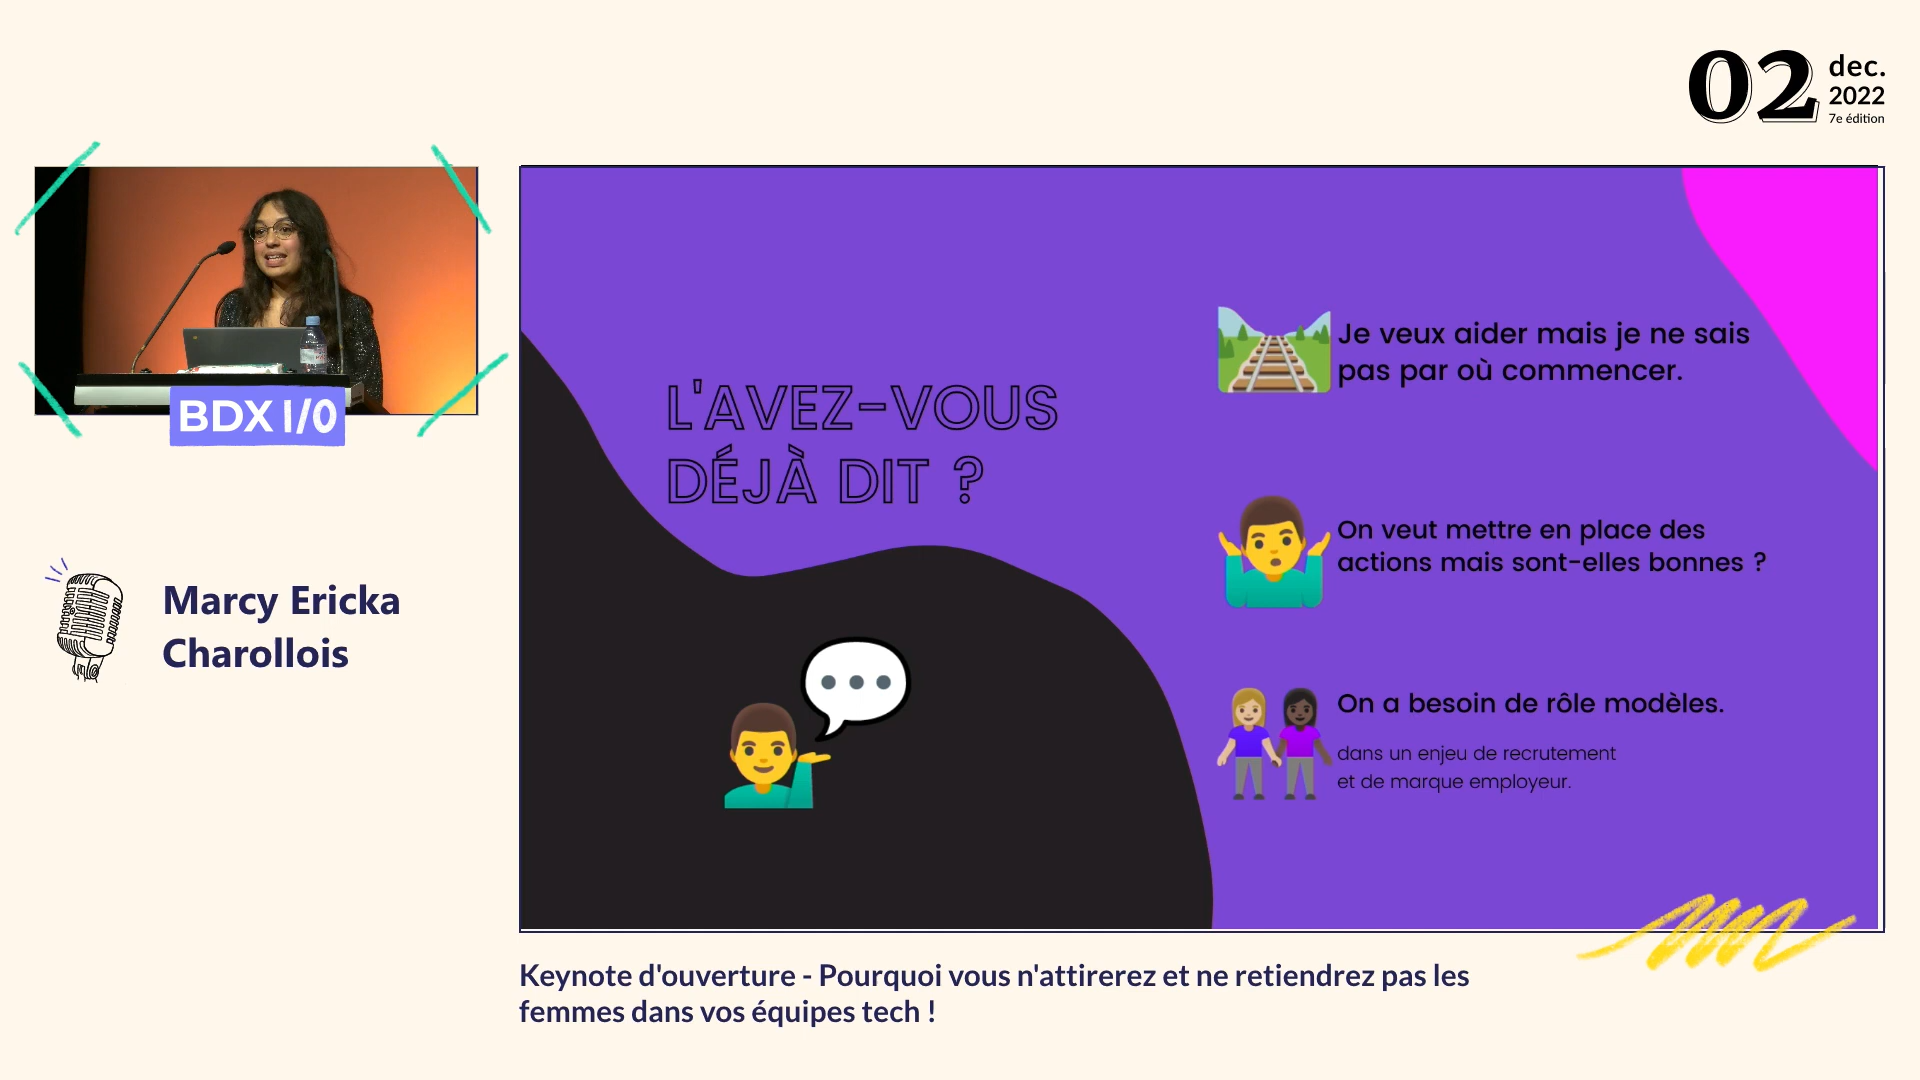 02
dec.
2022
7e édition
BDX I/O
Marcy Ericka
Charollois
L'AVEZ-VOUS
DÉJÀ DIT ?
Je veux aider mais je ne sais
pas par où commencer.
On veut mettre en place des
actions mais sont-elles bonnes ?
On a besoin de rôle modèles.
dans un enjeu de recrutement
et de marque employeur.
Keynote d'ouverture - Pourquoi vous n'attirerez et ne retiendrez pas les
femmes dans vos équipes tech !